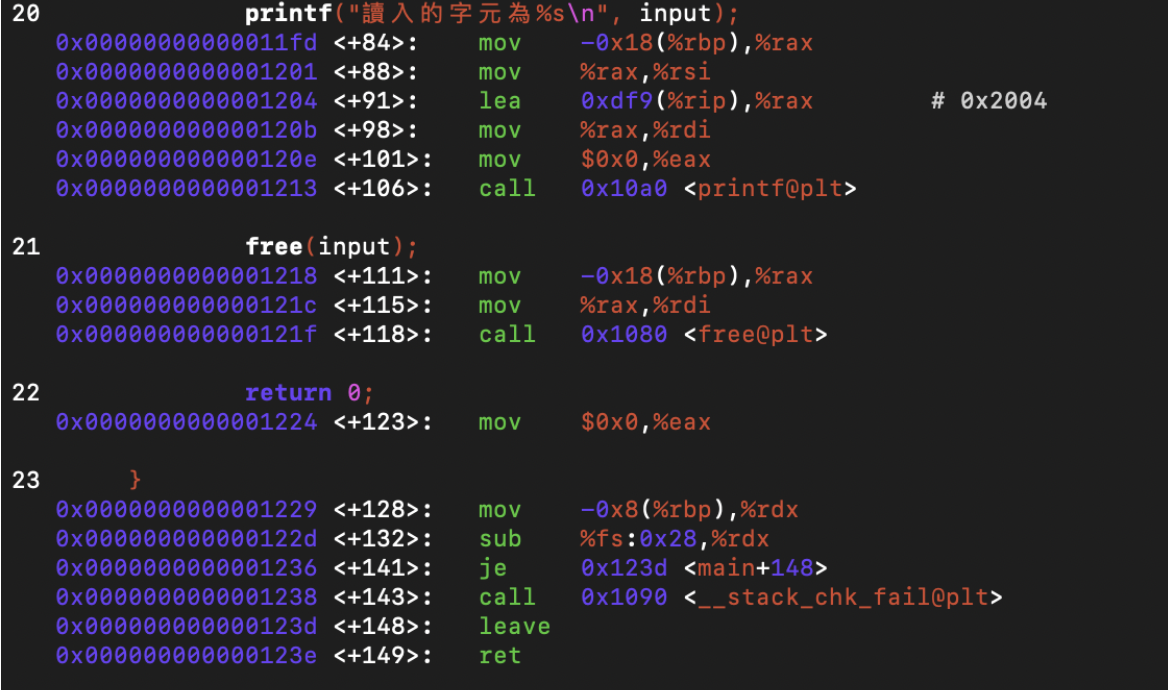 20 printf("讀入的字元為%s\n", input);
0x00000000000011fd <+84>: mov -0x18(%rbp),%rax
0x0000000000001201 <+88>: mov %rax,%rsi
0x0000000000001204 <+91>: lea 0xdf9(%rip),%rax # 0x2004
0x000000000000120b <+98>: mov %rax,%rdi
0x000000000000120e <+101>: mov $0x0,%eax
0x0000000000001213 <+106>: call 0x10a0 <printf@plt>
21 free(input);
0x0000000000001218 <+111>: mov -0x18(%rbp),%rax
0x000000000000121c <+115>: mov %rax,%rdi
0x000000000000121f <+118>: call 0x1080 <free@plt>
22 return 0;
0x0000000000001224 <+123>: mov $0x0,%eax
23 }
0x0000000000001229 <+128>: mov -0x8(%rbp),%rdx
0x000000000000122d <+132>: sub %fs:0x28,%rdx
0x0000000000001236 <+141>: je 0x123d <main+148>
0x0000000000001238 <+143>: call 0x1090 <__stack_chk_fail@plt>
0x000000000000123d <+148>: leave
0x000000000000123e <+149>: ret